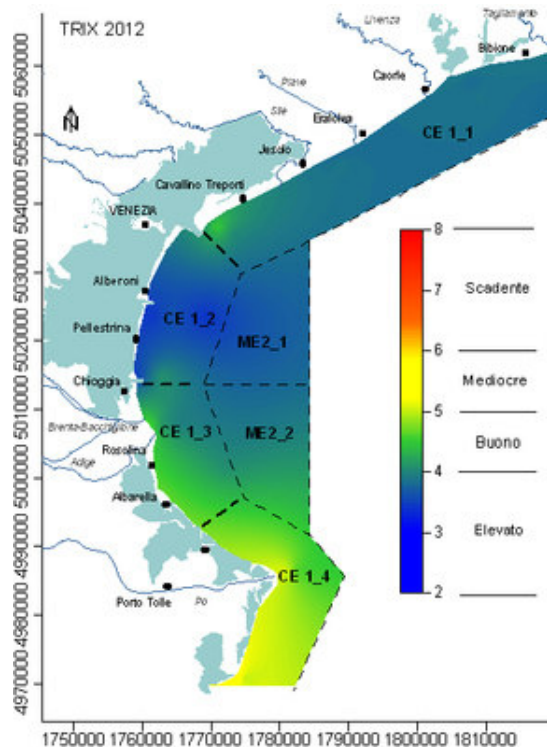 TRIX 2012
Livenza
Tagliamento
Bibione
Caorle
Piave
Eraclea
Sile
CE 1_1
Jesolo
N
Cavallino Treporti
VENEZIA
8
7
Scadente
6
Mediocre
5
Buono
4
3
Elevato
2
Alberoni
CE 1_2
Pellestrina
ME2_1
Chioggia
Brenta-Bacchiglione
CE 1_3
ME2_2
Rosolina
Adige
Albarella
CE 1_4
Porto Tolle
Po
5060000
5050000
5040000
5030000
5020000
5010000
5000000
4990000
4980000
4970000
1750000 1760000 1770000 1780000 1790000 1800000 1810000